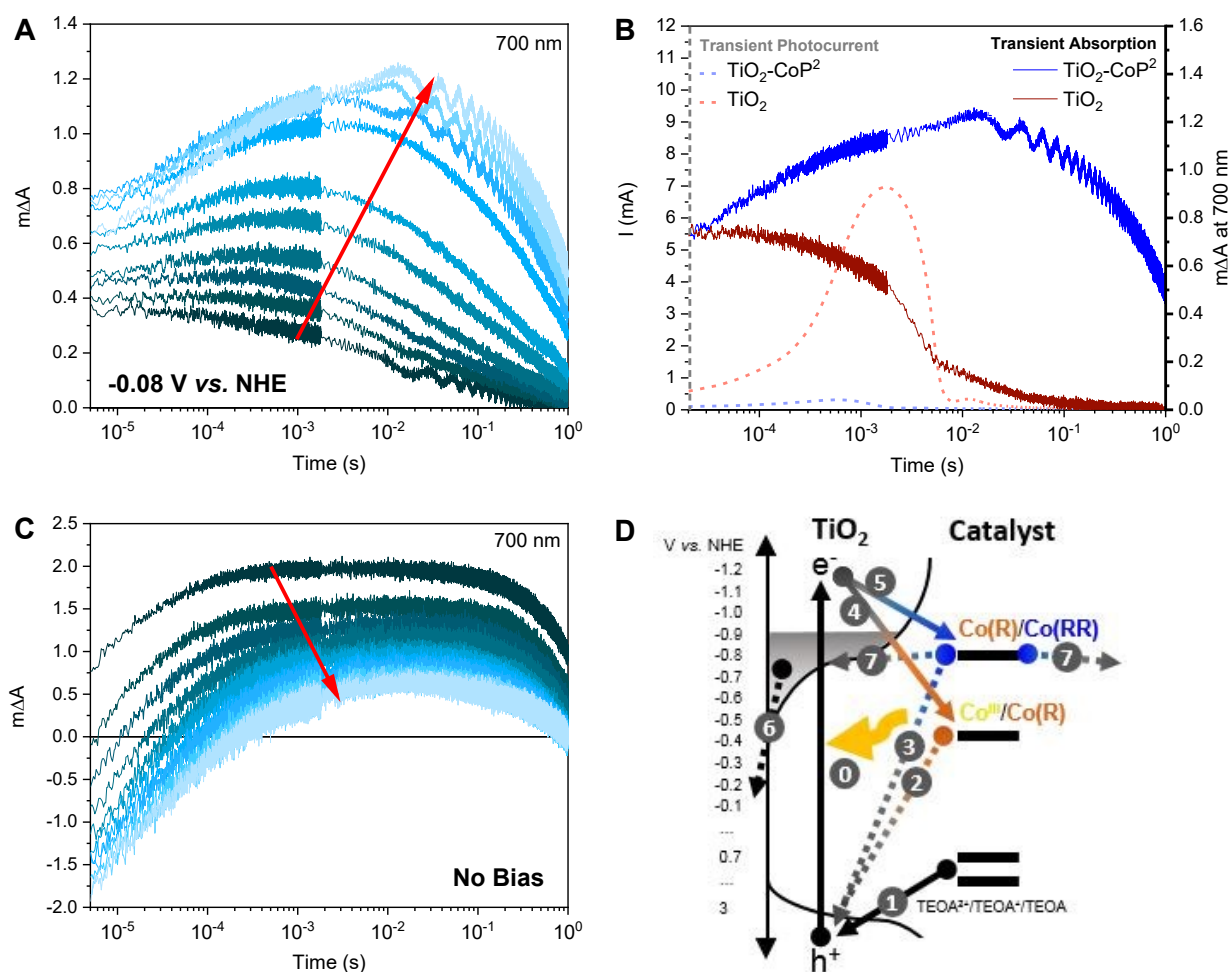 A
700 nm
mΔA
1.4
1.2
1.0
0.8
0.6
0.4
0.2
0.0
-0.08 V vs. NHE
10⁻⁵ 10⁻⁴ 10⁻³ 10⁻² 10⁻¹ 10⁰
Time (s)
B
Transient Photocurrent
TiO₂-CoP²
TiO₂
Transient Absorption
TiO₂-CoP²
TiO₂
I (mA)
12
11
10
9
8
7
6
5
4
3
2
1
0
mΔA at 700 nm
1.6
1.4
1.2
1.0
0.8
0.6
0.4
0.2
0.0
10⁻⁴ 10⁻³ 10⁻² 10⁻¹ 10⁰
Time (s)
C
700 nm
mΔA
2.5
2.0
1.5
1.0
0.5
0.0
-0.5
-1.0
-1.5
-2.0
No Bias
10⁻⁵ 10⁻⁴ 10⁻³ 10⁻² 10⁻¹ 10⁰
Time (s)
D
TiO₂ Catalyst
V vs. NHE
e⁻
-1.2
-1.1
-1.0
-0.9
-0.8
-0.7
-0.6
-0.5
-0.4
-0.3
-0.2
-0.1
...
0.7
...
3
5
4
Co(R)/Co(RR)
7
7
6
Coᴵᴵᴵ/Co(R)
3
0
2
1
TEOA²⁺/TEOA⁺/TEOA
h⁺